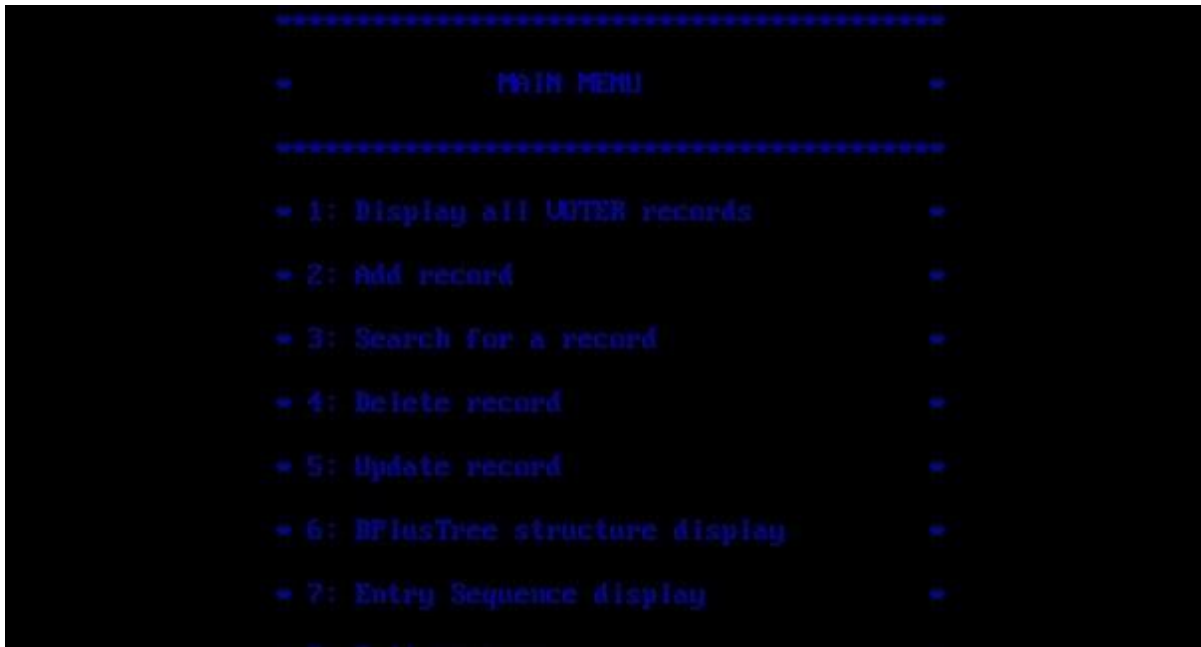 ******************************************
* MAIN MENU *
******************************************
* 1: Display all VOTER records *
* 2: Add record *
* 3: Search for a record *
* 4: Delete record *
* 5: Update record *
* 6: BPlusTree structure display *
* 7: Entry Sequence display *